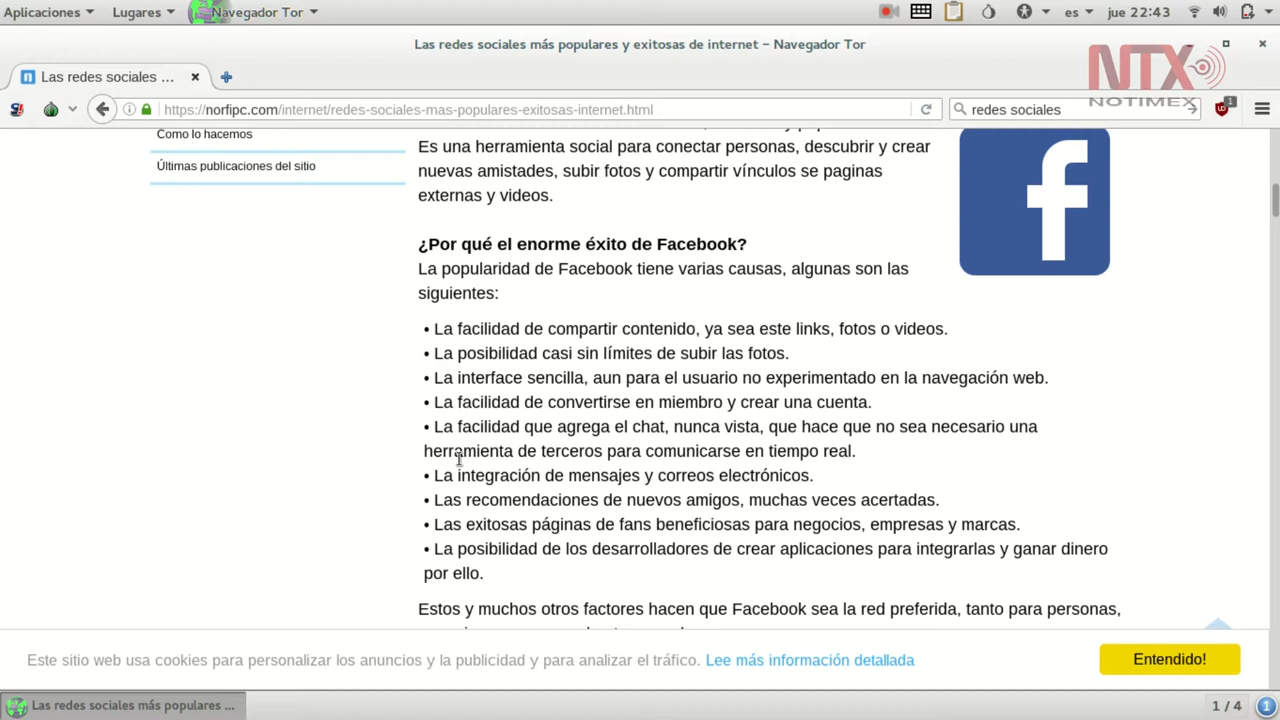 Aplicaciones Lugares Navegador Tor es jue 22:43
Las redes sociales más populares y exitosas de internet – Navegador Tor
Las redes sociales …
NTX
NOTIMEX
https://norfipc.com/internet/redes-sociales-mas-populares-exitosas-internet.html redes sociales 1
Como lo hacemos
Últimas publicaciones del sitio
Es una herramienta social para conectar personas, descubrir y crear
nuevas amistades, subir fotos y compartir vínculos se paginas
externas y videos.
f
¿Por qué el enorme éxito de Facebook?
La popularidad de Facebook tiene varias causas, algunas son las
siguientes:
• La facilidad de compartir contenido, ya sea este links, fotos o videos.
• La posibilidad casi sin límites de subir las fotos.
• La interface sencilla, aun para el usuario no experimentado en la navegación web.
• La facilidad de convertirse en miembro y crear una cuenta.
• La facilidad que agrega el chat, nunca vista, que hace que no sea necesario una
herramienta de terceros para comunicarse en tiempo real.
• La integración de mensajes y correos electrónicos.
• Las recomendaciones de nuevos amigos, muchas veces acertadas.
• Las exitosas páginas de fans beneficiosas para negocios, empresas y marcas.
• La posibilidad de los desarrolladores de crear aplicaciones para integrarlas y ganar dinero
por ello.
Estos y muchos otros factores hacen que Facebook sea la red preferida, tanto para personas,
Este sitio web usa cookies para personalizar los anuncios y la publicidad y para analizar el tráfico. Lee más información detallada
Entendido!
Las redes sociales más populares …
1 / 4 1